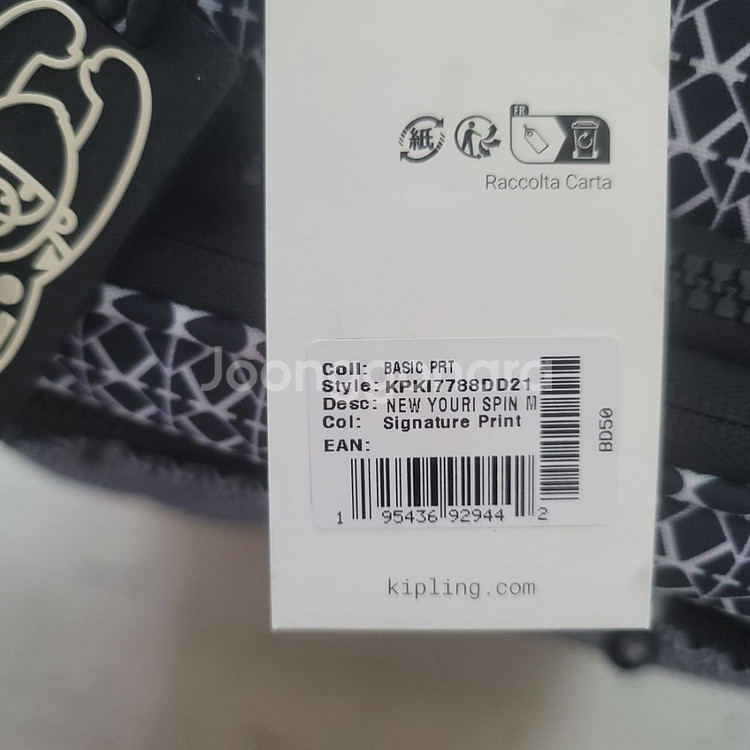 紙
FR
Raccolta Carta
Joonggonara
Coll: BASIC PRT
Style: KPKI7788DD21
Desc: NEW YOURI SPIN M
Col: Signature Print
EAN:
BD50
1 95436 92944 2
kipling.com